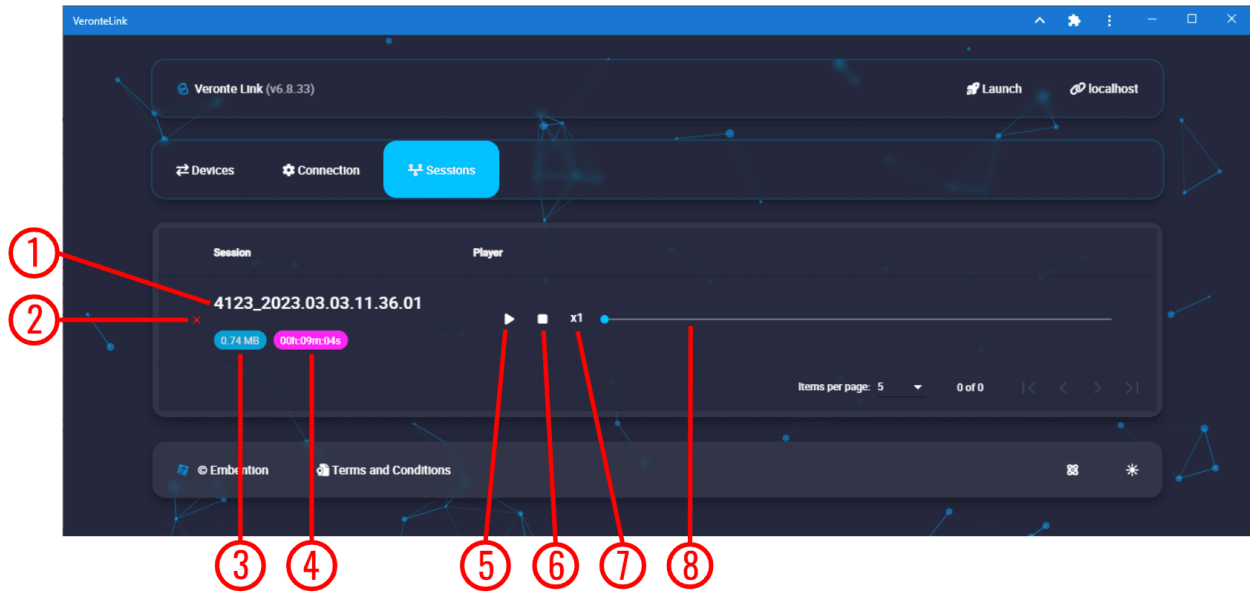 VeronteLink
Veronte Link (v6.8.33)
Launch
localhost
Devices
Connection
Sessions
Session
Player
1
4123_2023.03.03.11.36.01
2
x1
0.74 MB
00h:09m:04s
Items per page: 5
0 of 0
© Embention
Terms and Conditions
3
4
5
6
7
8